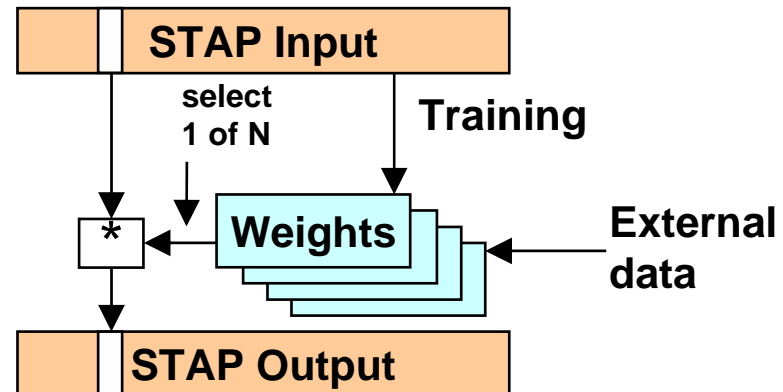 STAP Input
select
1 of N
Training
*
Weights
External
data
STAP Output